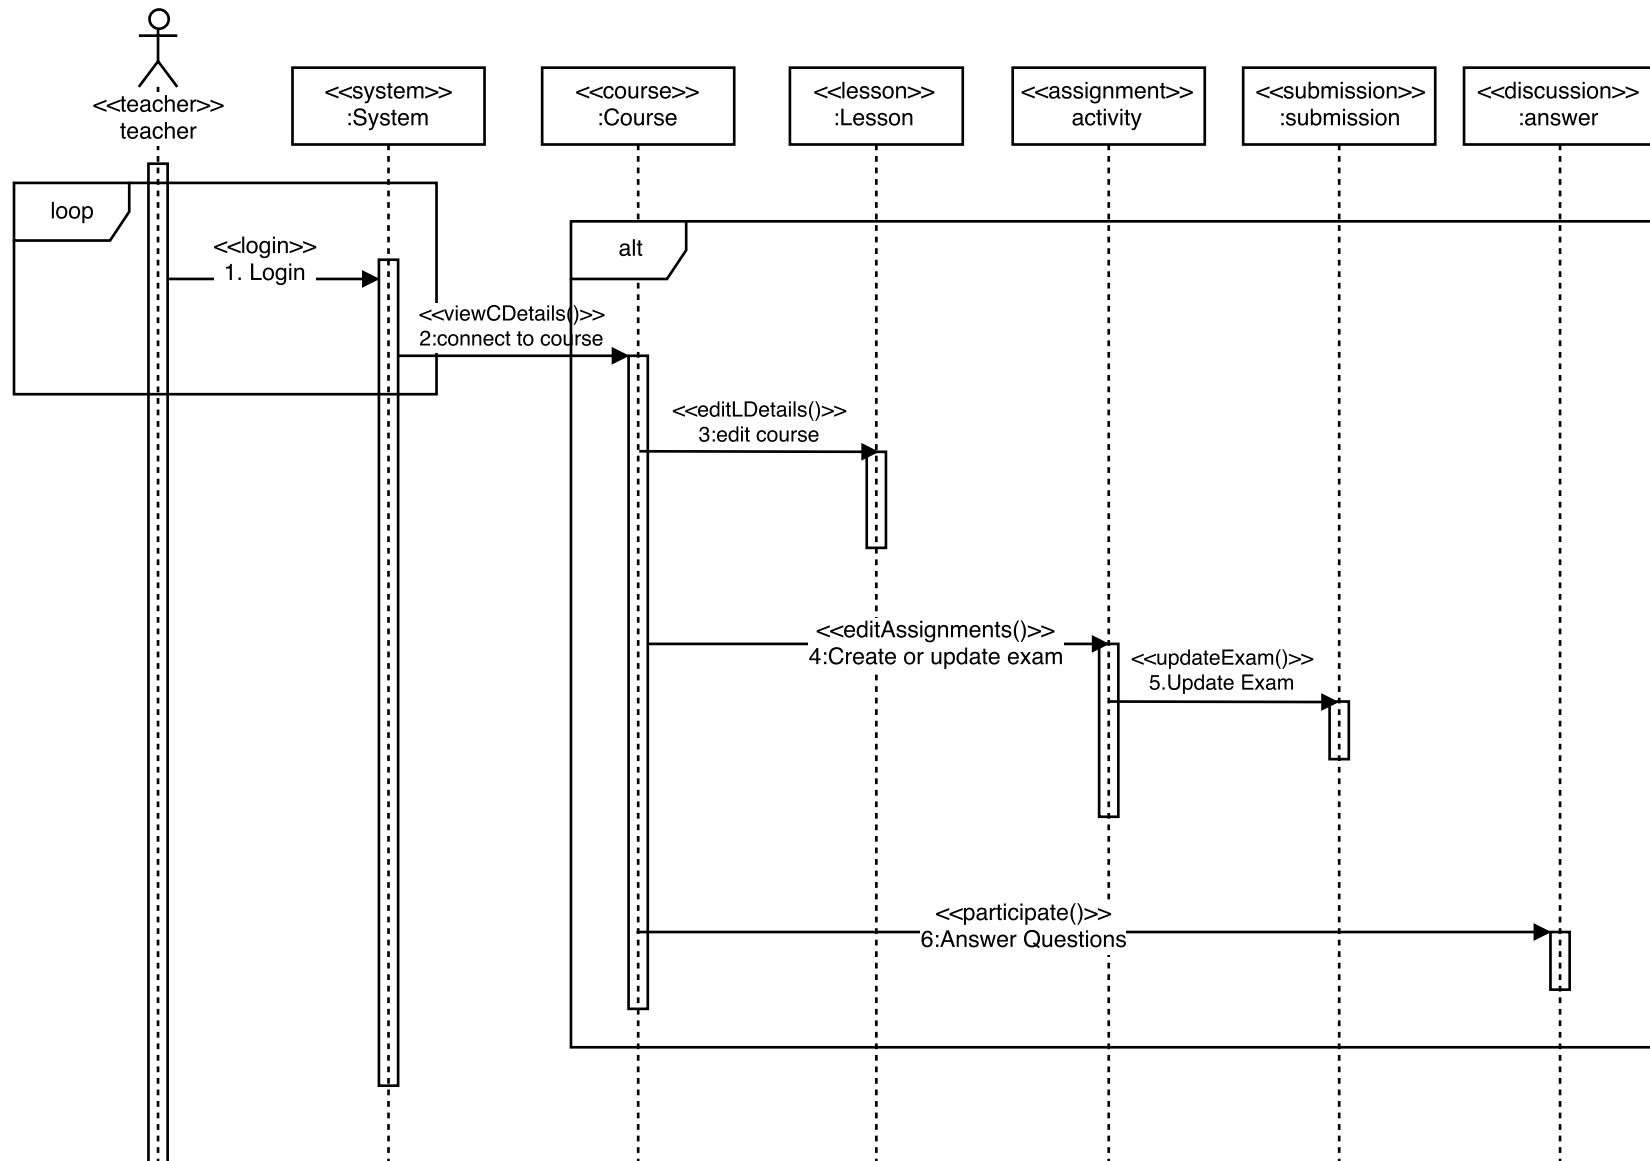 <<teacher>>
teacher
<<system>>
:System
<<course>>
:Course
<<lesson>>
:Lesson
<<assignment>>
activity
<<submission>>
:submission
<<discussion>>
:answer
loop
<<login>>
1. Login
alt
<<viewCDetails()>>
2:connect to course
<<editLDetails()>>
3:edit course
<<editAssignments()>>
4:Create or update exam
<<updateExam()>>
5.Update Exam
<<participate()>>
6:Answer Questions